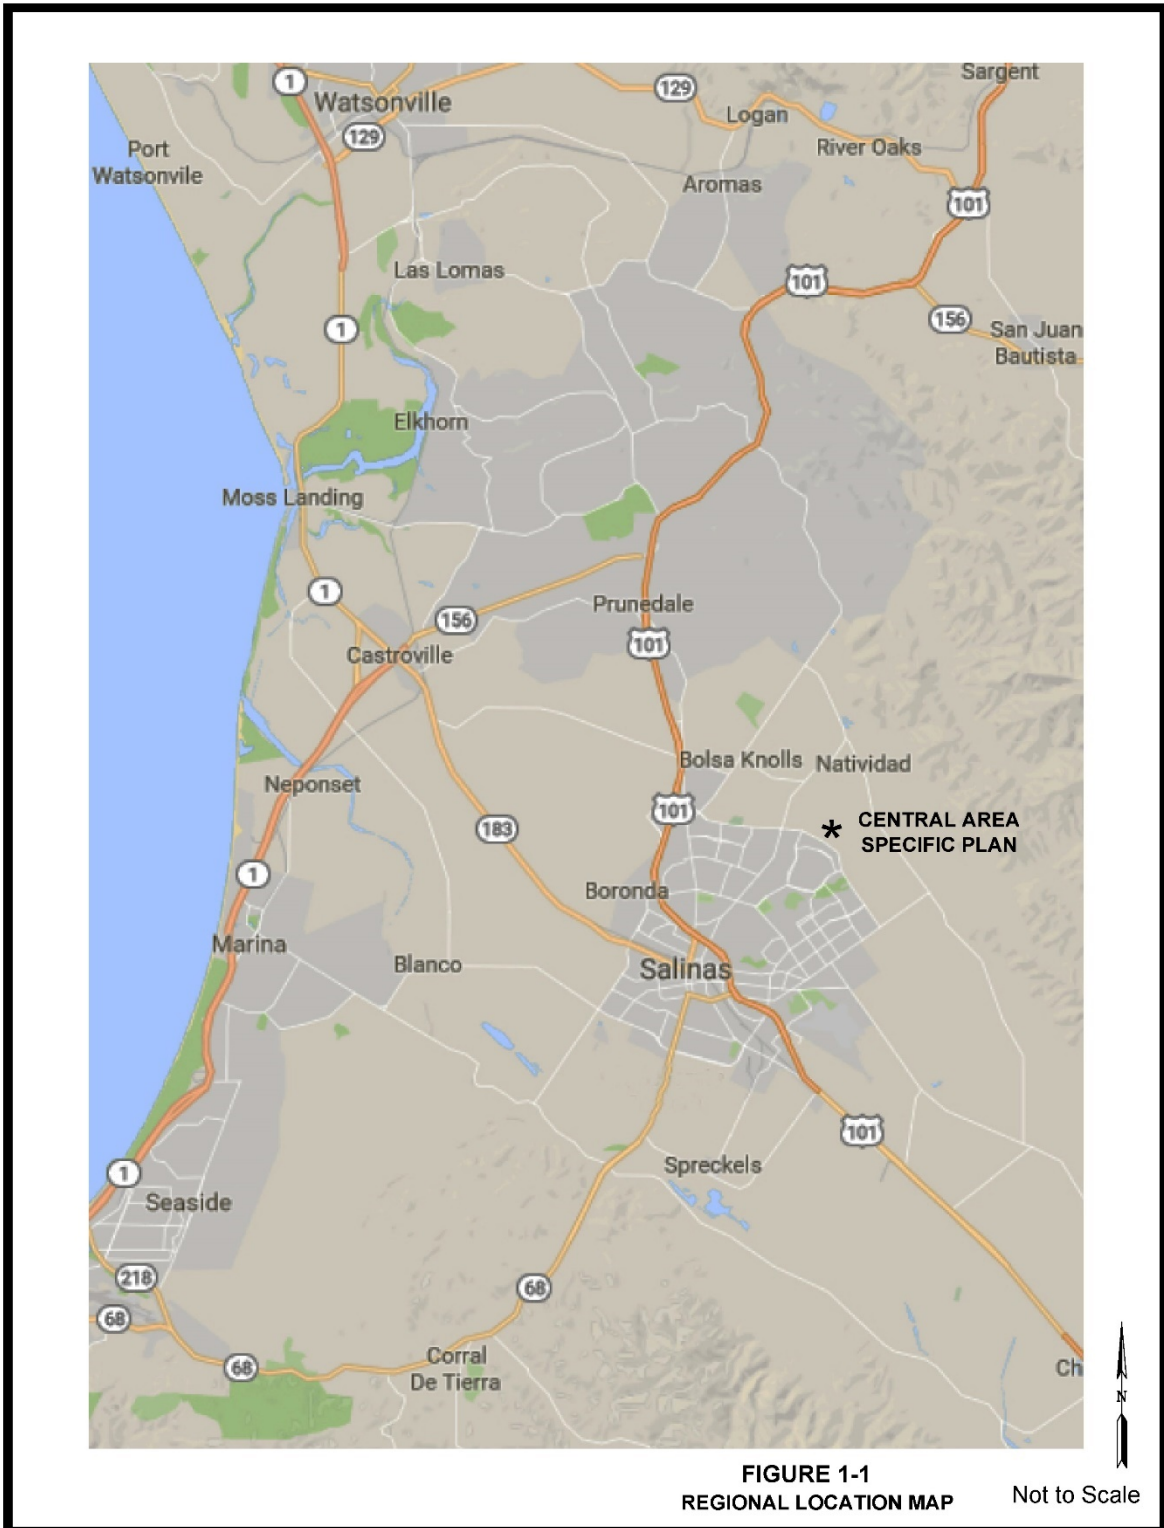 Sargent
1
Watsonville
129
129
Logan
River Oaks
Port
Watsonvile
Aromas
101
Las Lomas
101
156
1
San Juan
Bautista
Elkhorn
Moss Landing
1
156
Prunedale
101
Castroville
Bolsa Knolls
Natividad
Neponset
101
183
* CENTRAL AREA
SPECIFIC PLAN
1
Boronda
Marina
Blanco
Salinas
101
1
Spreckels
Seaside
218
68
68
68
Corral
De Tierra
Ch
N
FIGURE 1-1
REGIONAL LOCATION MAP
Not to Scale